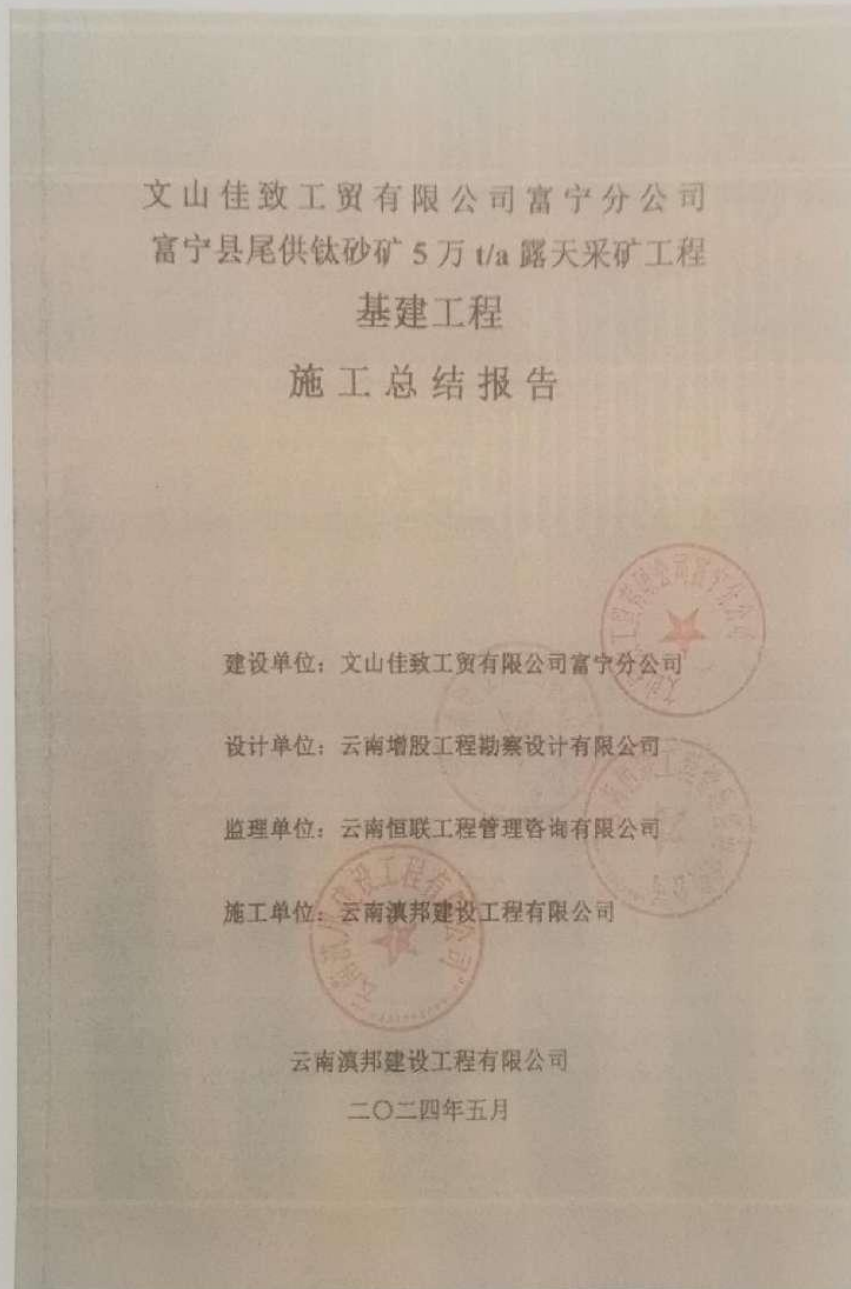 文山佳致工贸有限公司富宁分公司
富宁县尾供钛砂矿 5 万 t/a 露天采矿工程
基建工程
施工总结报告
建设单位：文山佳致工贸有限公司富宁分公司
设计单位：云南增股工程勘察设计有限公司
监理单位：云南恒联工程管理咨询有限公司
施工单位：云南滇邦建设工程有限公司
云南滇邦建设工程有限公司
二〇二四年五月